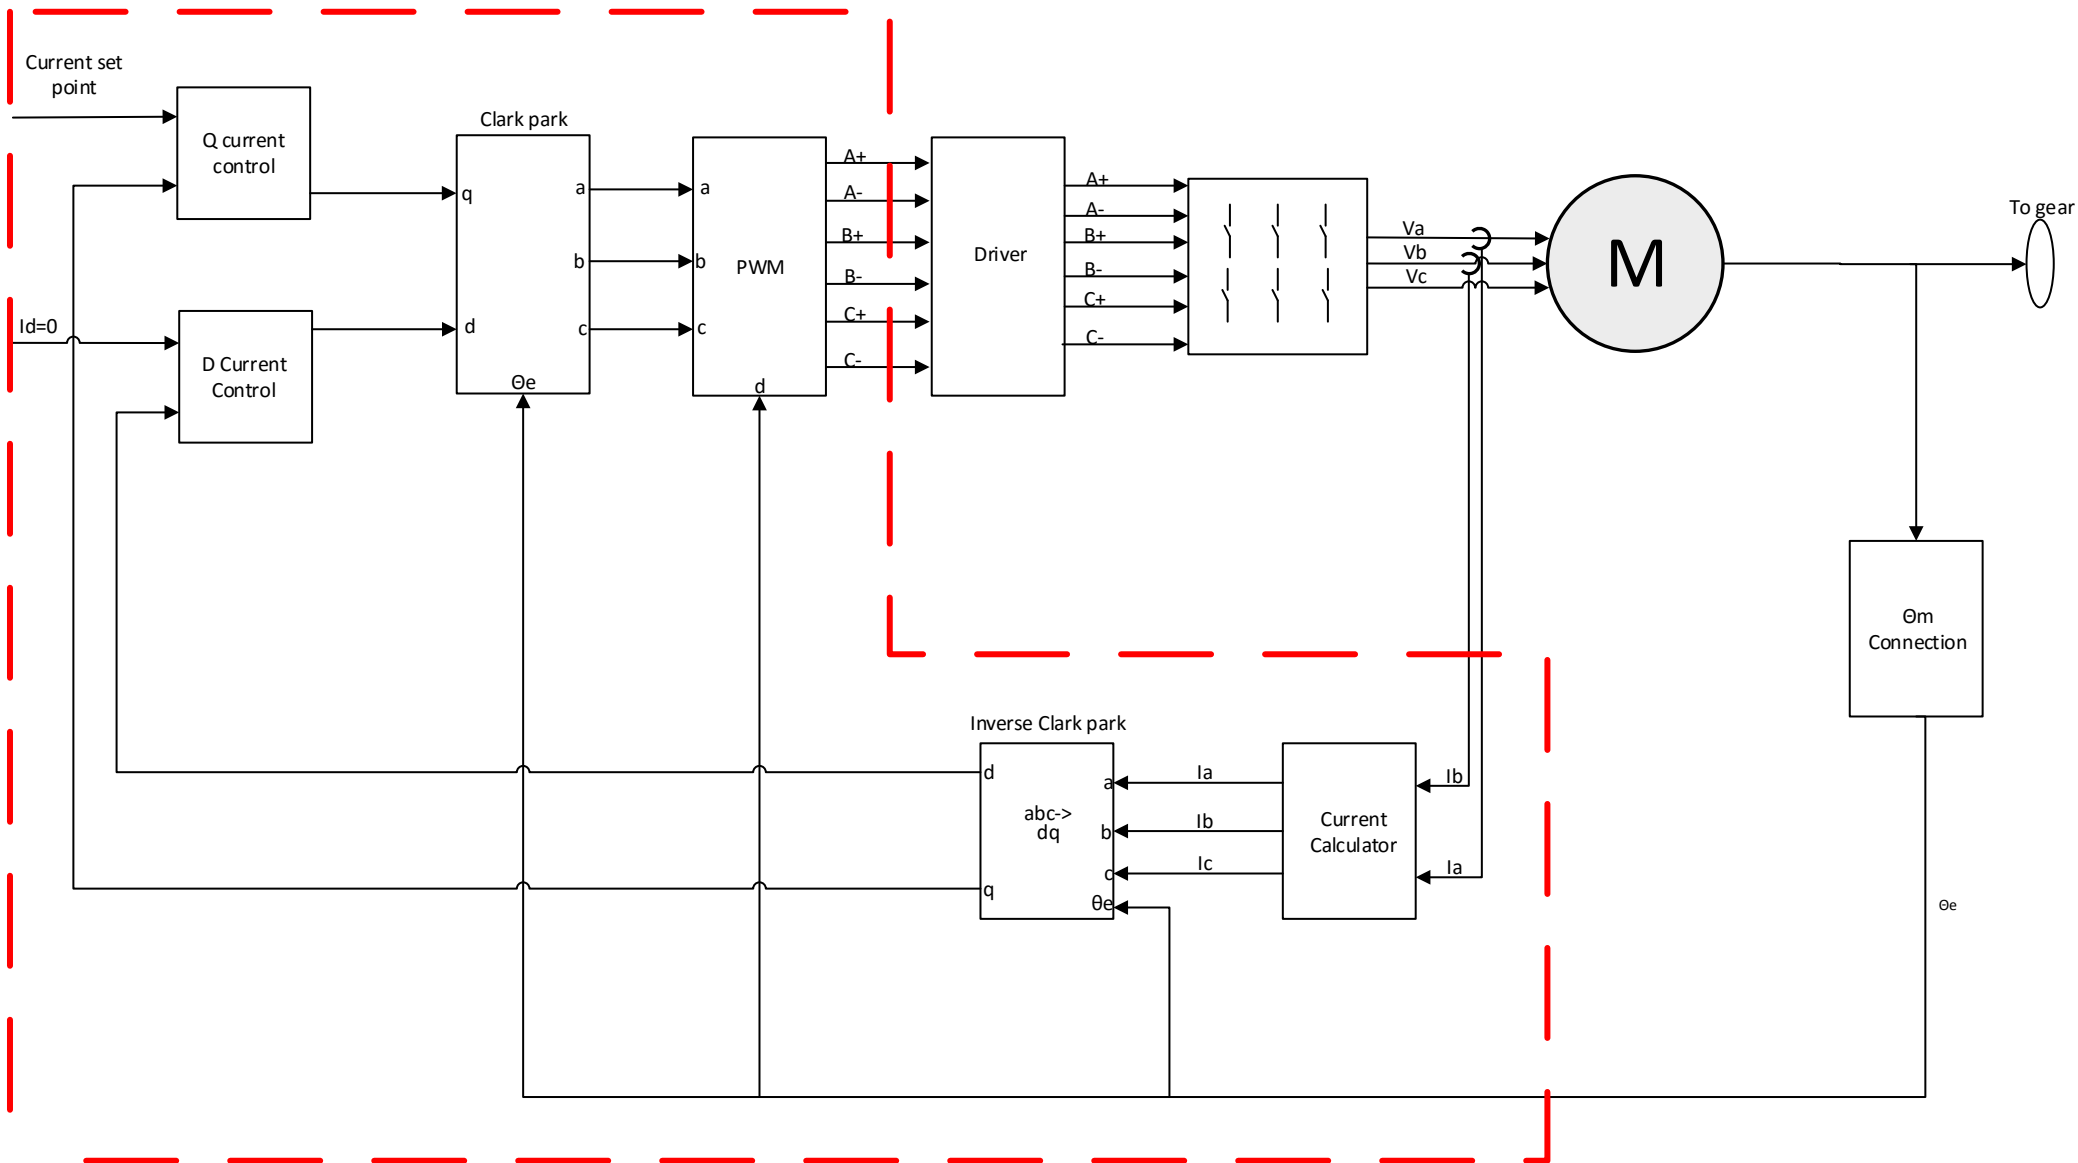 Current set
point
Q current
control
Id=0
D Current
Control
Clark park
q
d
a
b
c
Θe
a
b
c
PWM
d
A+
A-
B+
B-
C+
C-
Driver
A+
A-
B+
B-
C+
C-
Va
Vb
Vc
M
To gear
Θm
Connection
Θe
Inverse Clark park
d
q
abc->
dq
a
b
c
θe
Ia
Ib
Ic
Current
Calculator
Ib
Ia